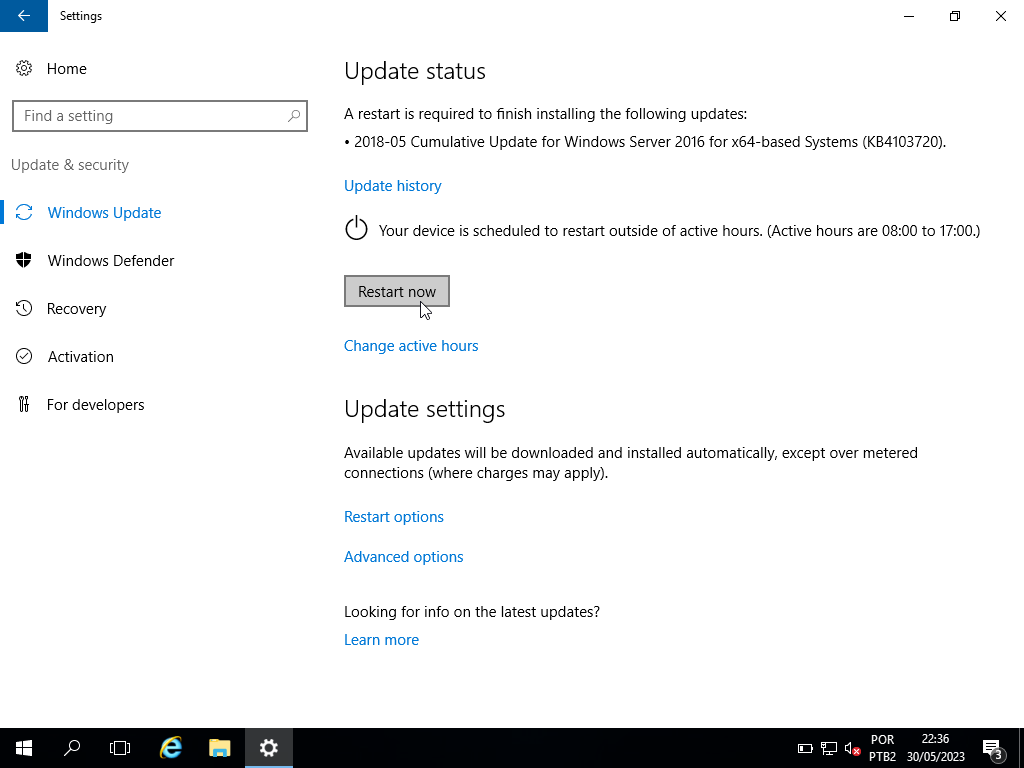 Settings
Home
Find a setting
Update & security
Windows Update
Windows Defender
Recovery
Activation
For developers
Update status
A restart is required to finish installing the following updates:
• 2018-05 Cumulative Update for Windows Server 2016 for x64-based Systems (KB4103720).
Update history
Your device is scheduled to restart outside of active hours. (Active hours are 08:00 to 17:00.)
Restart now
Change active hours
Update settings
Available updates will be downloaded and installed automatically, except over metered
connections (where charges may apply).
Restart options
Advanced options
Looking for info on the latest updates?
Learn more
POR
PTB2
22:36
30/05/2023
3